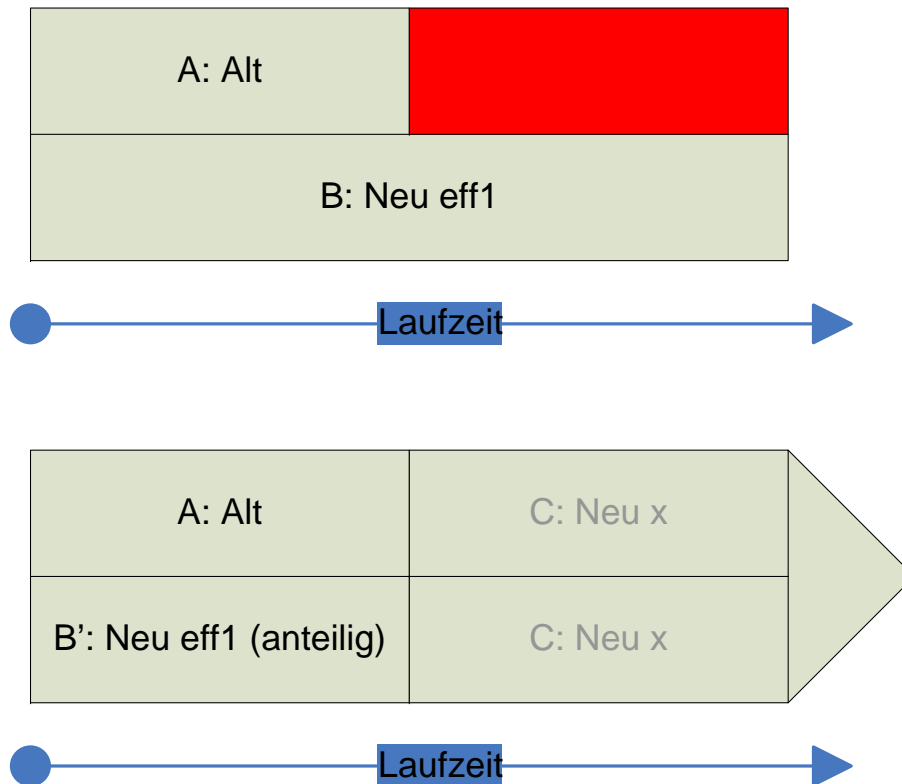 A: Alt
B: Neu eff1
Laufzeit
A: Alt
C: Neu x
B’: Neu eff1 (anteilig)
C: Neu x
Laufzeit